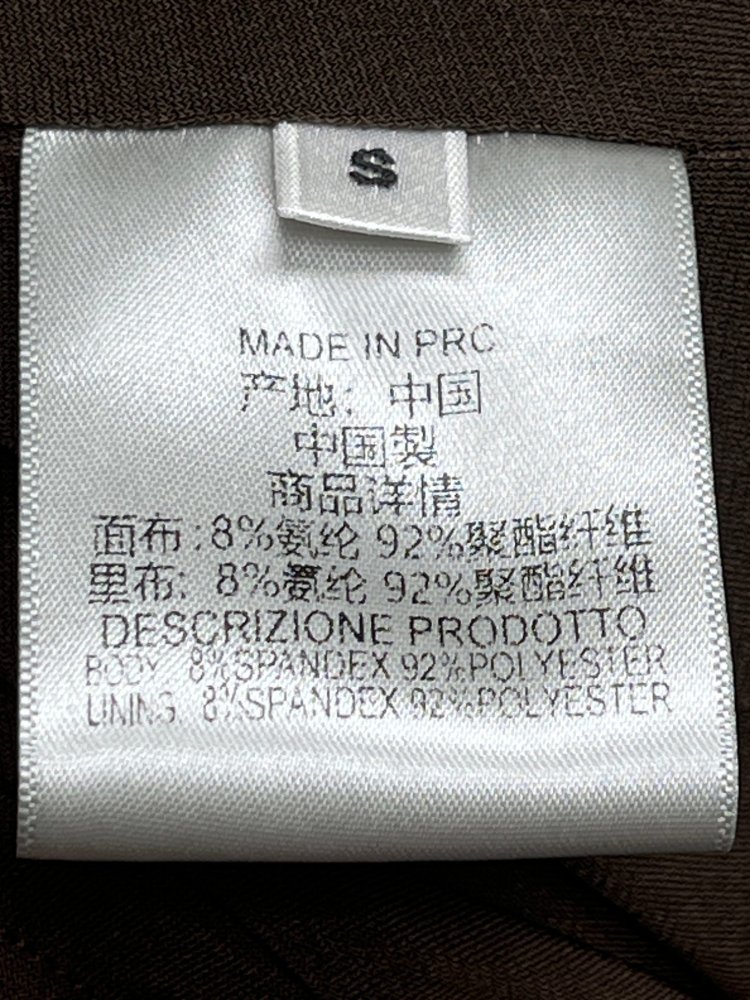 S
MADE IN PRC
产地: 中国
中国製
商品详情
面布:8%氨纶 92%聚酯纤维
里布: 8%氨纶 92%聚酯纤维
DESCRIZIONE PRODOTTO
BODY: 8%SPANDEX 92%POLYESTER
LINING: 8%SPANDEX 92%POLYESTER